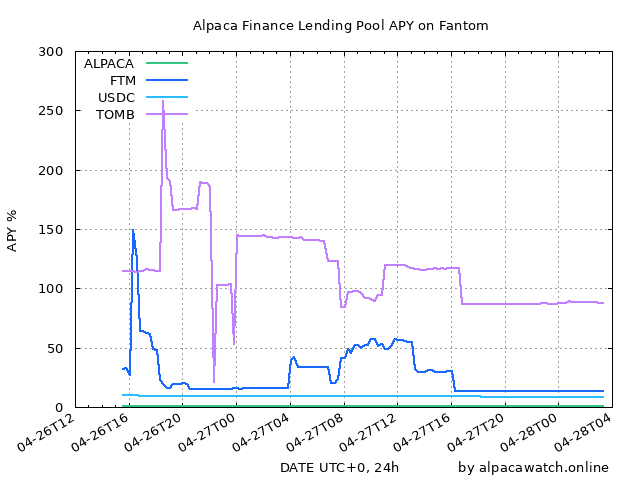 Alpaca Finance Lending Pool APY on Fantom
300
250
200
150
100
50
0
APY %
ALPACA
FTM
USDC
TOMB
04-26T12
04-26T16
04-26T20
04-27T00
04-27T04
04-27T08
04-27T12
04-27T16
04-27T20
04-28T00
04-28T04
DATE UTC+0, 24h
by alpacawatch.online